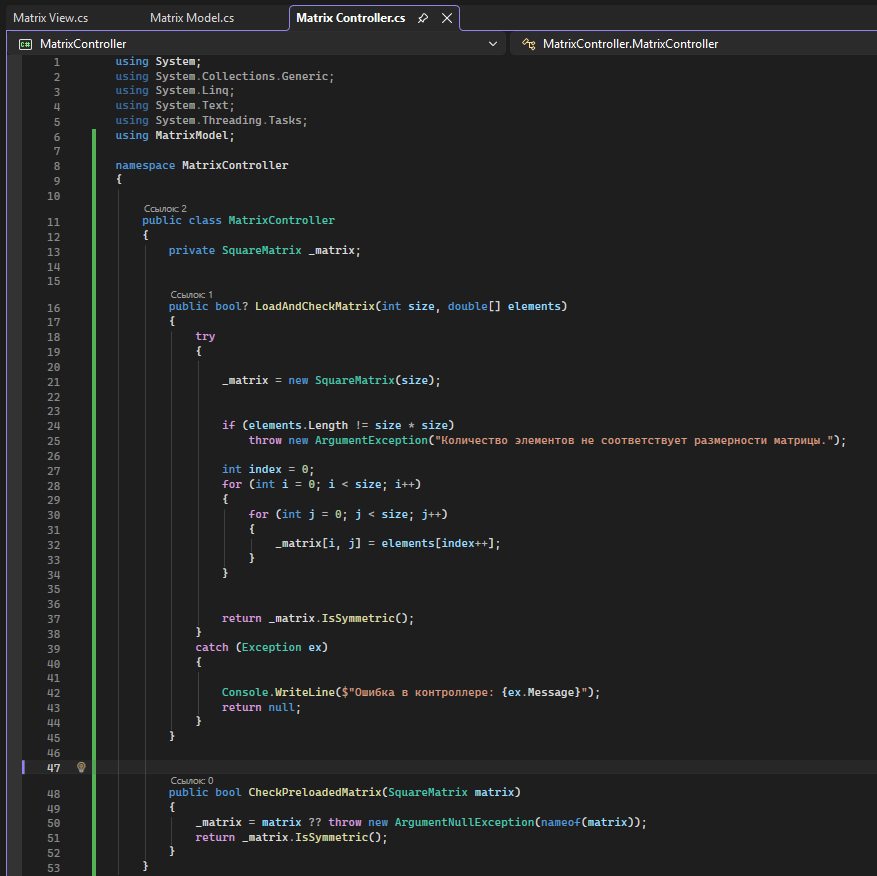 Matrix View.cs Matrix Model.cs Matrix Controller.cs
C# MatrixController MatrixController.MatrixController
1 using System;
2 using System.Collections.Generic;
3 using System.Linq;
4 using System.Text;
5 using System.Threading.Tasks;
6 using MatrixModel;
7
8 namespace MatrixController
9 {
10
Ссылок: 2
11 public class MatrixController
12 {
13 private SquareMatrix _matrix;
14
15
Ссылок: 1
16 public bool? LoadAndCheckMatrix(int size, double[] elements)
17 {
18 try
19 {
20
21 _matrix = new SquareMatrix(size);
22
23
24 if (elements.Length != size * size)
25 throw new ArgumentException("Количество элементов не соответствует размерности матрицы.");
26
27 int index = 0;
28 for (int i = 0; i < size; i++)
29 {
30 for (int j = 0; j < size; j++)
31 {
32 _matrix[i, j] = elements[index++];
33 }
34 }
35
36
37 return _matrix.IsSymmetric();
38 }
39 catch (Exception ex)
40 {
41
42 Console.WriteLine($"Ошибка в контроллере: {ex.Message}");
43 return null;
44 }
45 }
46
47
Ссылок: 0
48 public bool CheckPreloadedMatrix(SquareMatrix matrix)
49 {
50 _matrix = matrix ?? throw new ArgumentNullException(nameof(matrix));
51 return _matrix.IsSymmetric();
52 }
53 }